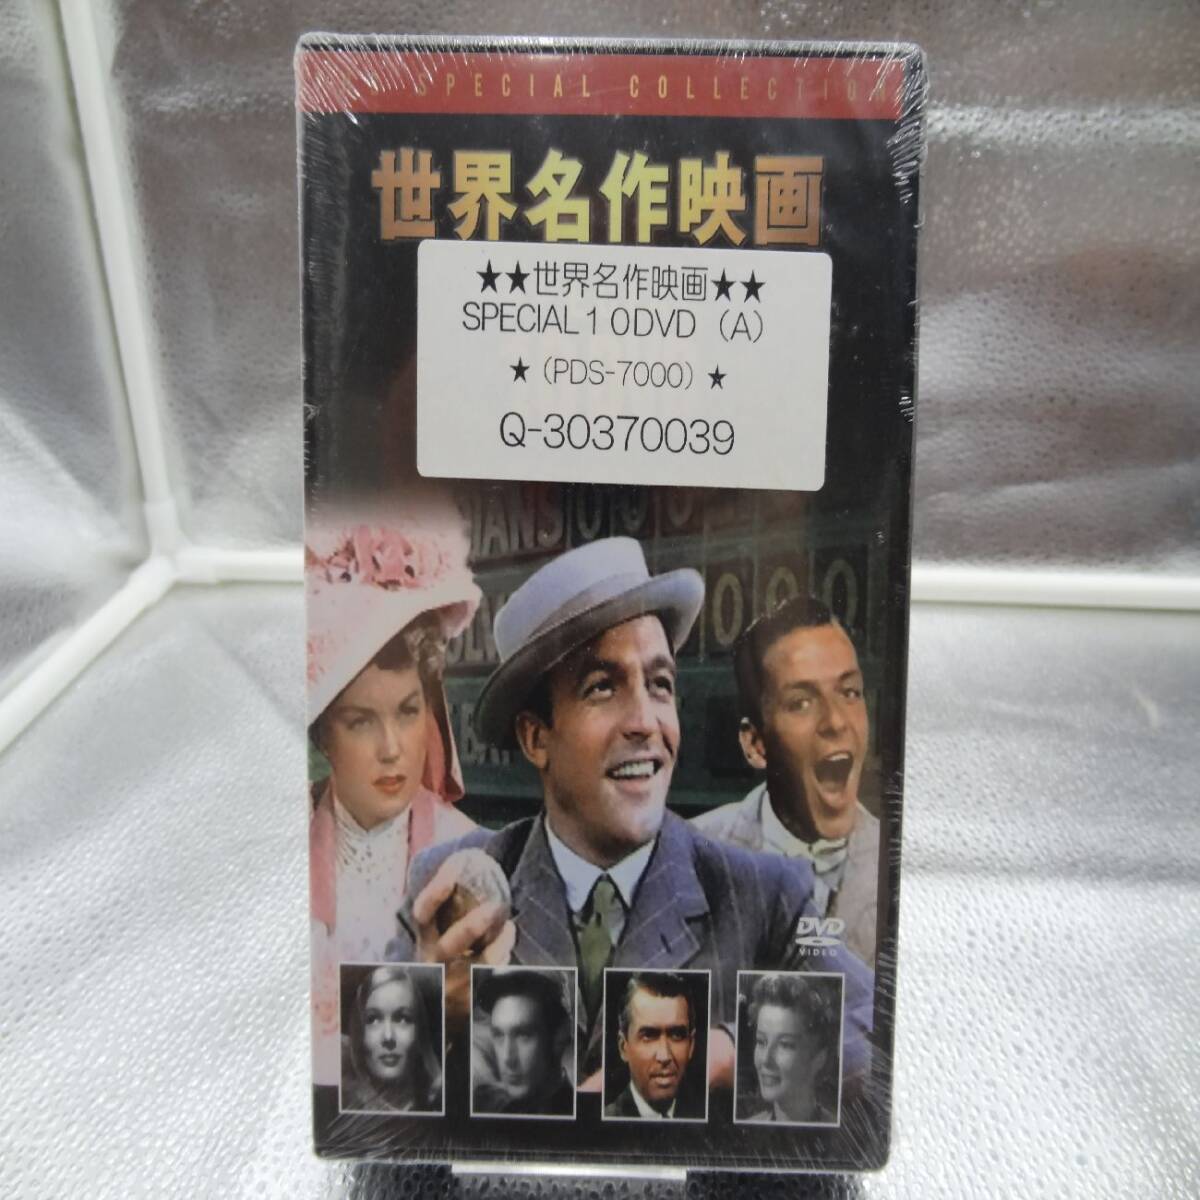 SPECIAL COLLECTION
世界名作映画
★★世界名作映画★★
SPECIAL10DVD（A）
★（PDS-7000）★
Q-30370039
DVD
VIDEO